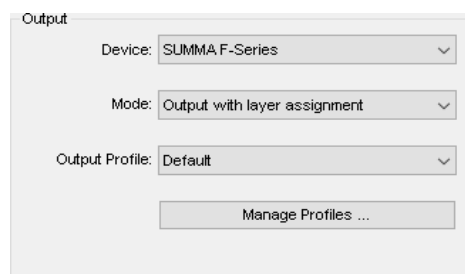 Output
Device: SUMMA F-Series
Mode: Output with layer assignment
Output Profile: Default
Manage Profiles ...